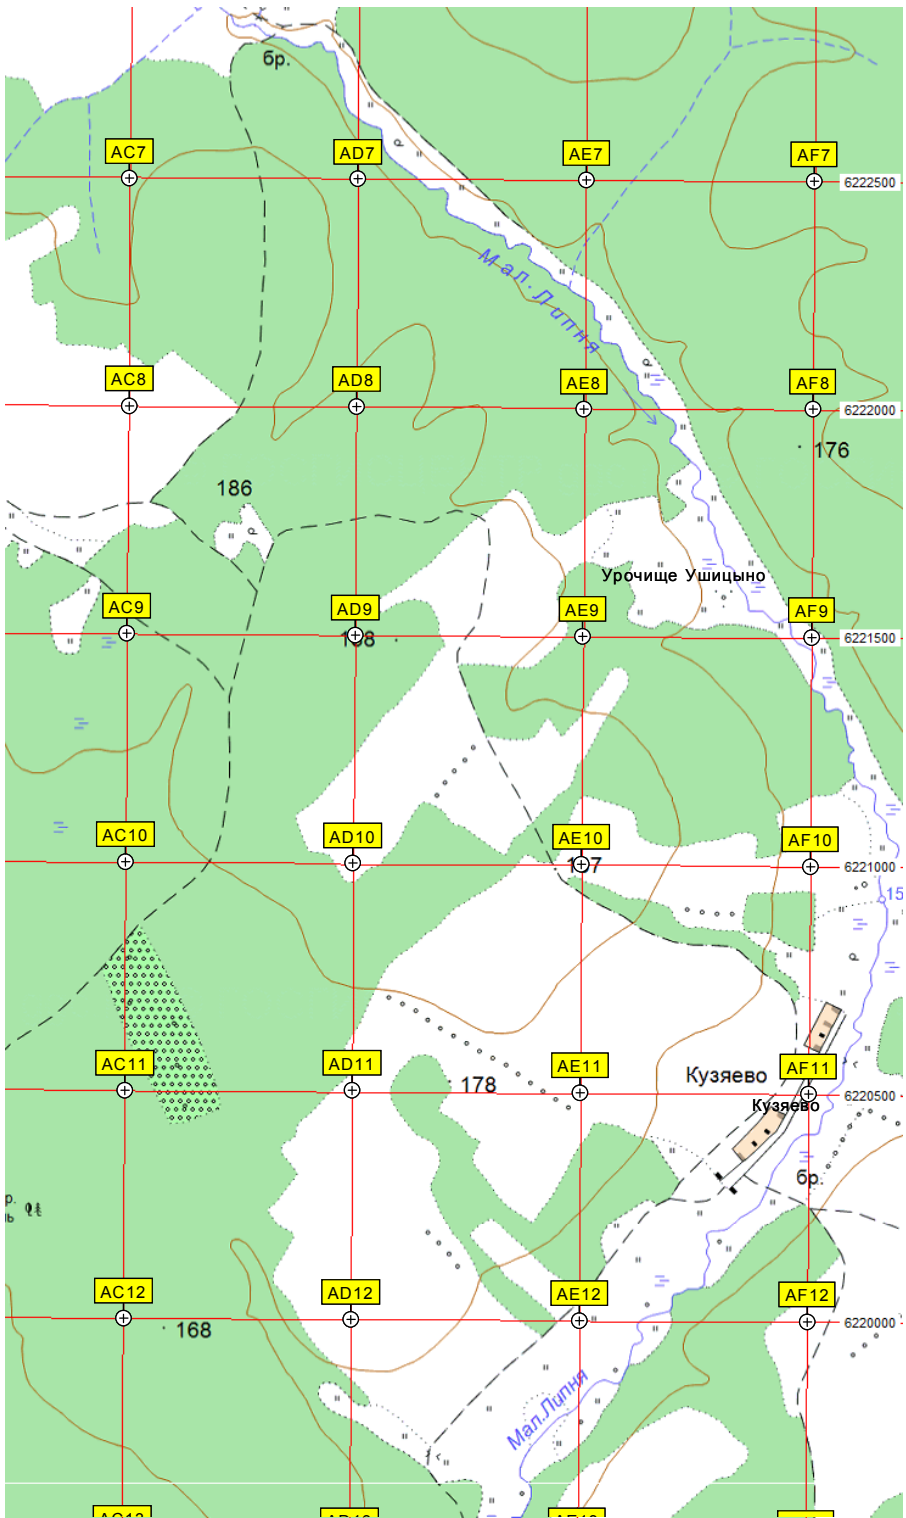 бр.
AC7
AD7
AE7
AF7
6222500
Мал. Липня
AC8
AD8
AE8
AF8
6222000
176
186
Урочище Ушицыно
AC9
AD9
AE9
AF9
6221500
AC10
AD10
AE10
AF10
6221000
15
AC11
AD11
AE11
AF11
178
Кузяево
6220500
Кузяево
бр.
р.
ь
AC12
AD12
AE12
AF12
168
6220000
Мал.Липня
AC13